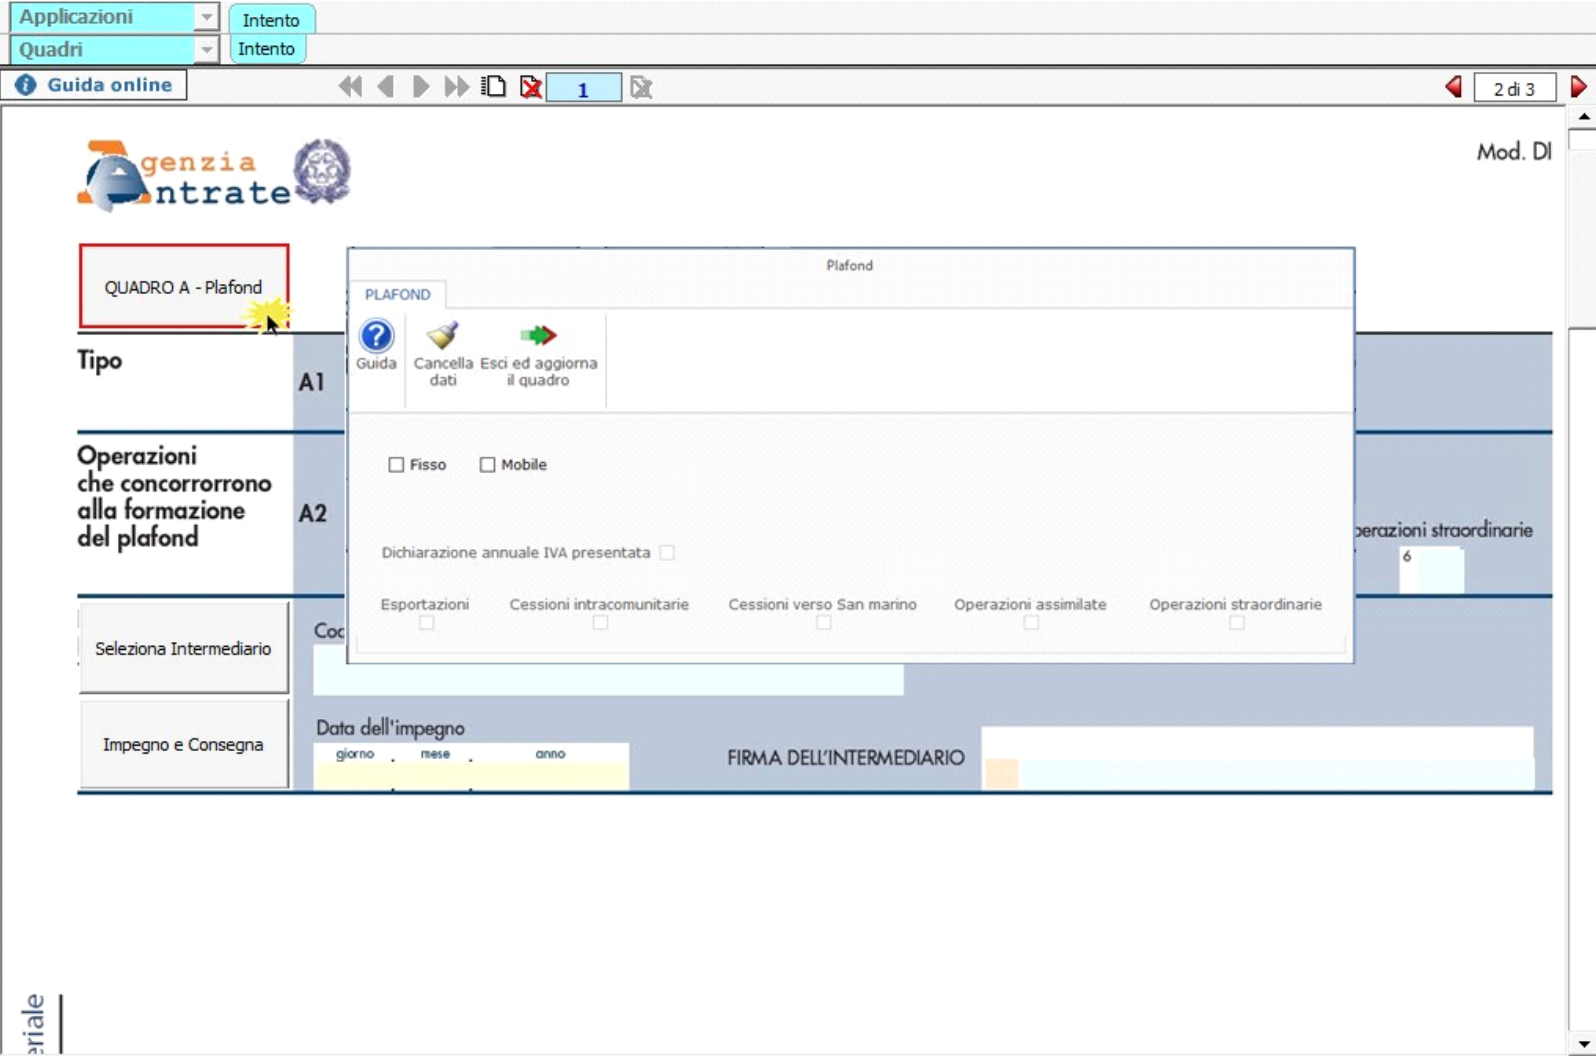 Applicazioni
Intento
Quadri
Intento
Guida online
1
2 di 3
Agenzia
Entrate
Mod. DI
QUADRO A - Plafond
Plafond
PLAFOND
Guida
Cancella
dati
Esci ed aggiorna
il quadro
Tipo
A1
Fisso
Mobile
Operazioni
che concorrorrono
alla formazione
del plafond
A2
perazioni straordinarie
6
Dichiarazione annuale IVA presentata
Esportazioni
Cessioni intracomunitarie
Cessioni verso San marino
Operazioni assimilate
Operazioni straordinarie
Seleziona Intermediario
Coc
Impegno e Consegna
Data dell'impegno
giorno
mese
anno
FIRMA DELL'INTERMEDIARIO
eriale